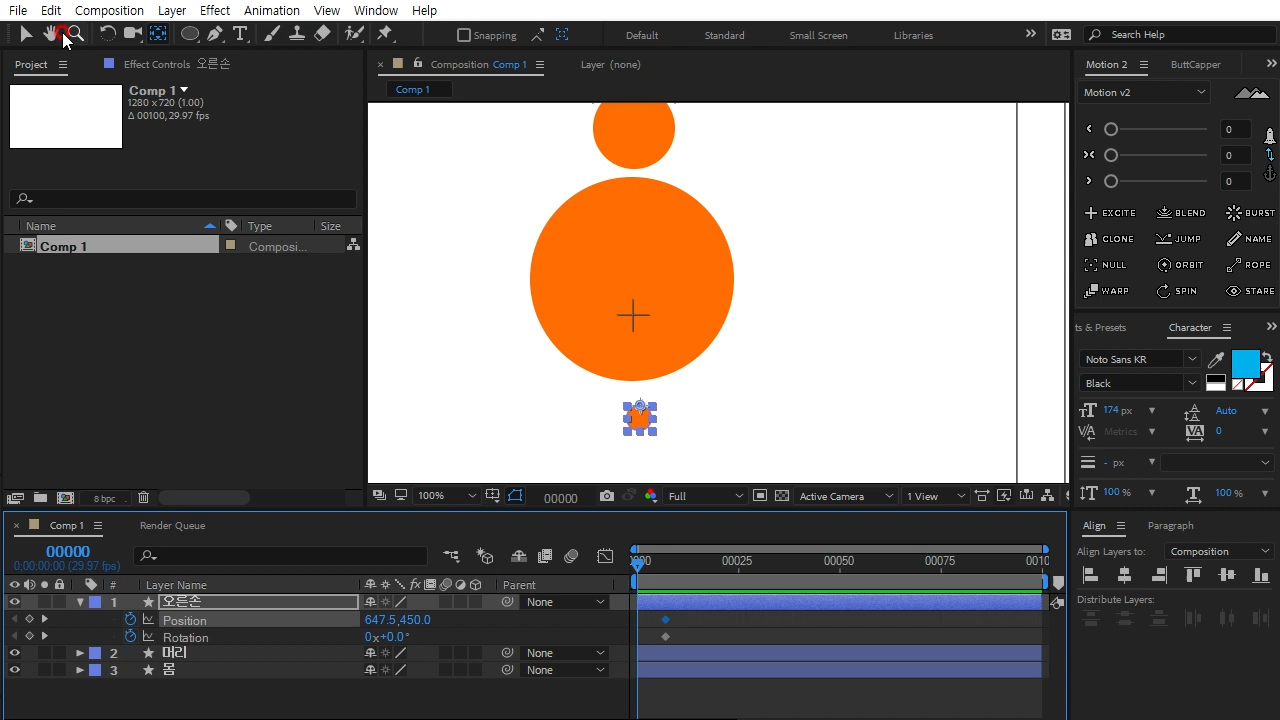 File Edit Composition Layer Effect Animation View Window Help
Snapping Default Standard Small Screen Libraries Search Help
Project Effect Controls 오른손
Composition Comp 1 Layer (none)
Motion 2 ButtCapper
Comp 1
1280 x 720 (1.00)
Δ 00100, 29.97 fps
Comp 1
Motion v2
0
0
0
EXCITE BLEND BURST
CLONE JUMP NAME
NULL ORBIT ROPE
WARP SPIN STARE
Name Type Size
Comp 1 Composi...
ts & Presets Character
Noto Sans KR
Black
174 px Auto
Metrics 0
- px
100 % 100 %
8 bpc
100% 00000 Full Active Camera 1 View
Comp 1 Render Queue
00000
0;00;00;00 (29.97 fps)
00025 00050 00075 0010
# Layer Name Parent
1 오른손 None
Position 647.5,450.0
Rotation 0x+0.0°
2 머리 None
3 몸 None
Align Paragraph
Align Layers to: Composition
Distribute Layers: